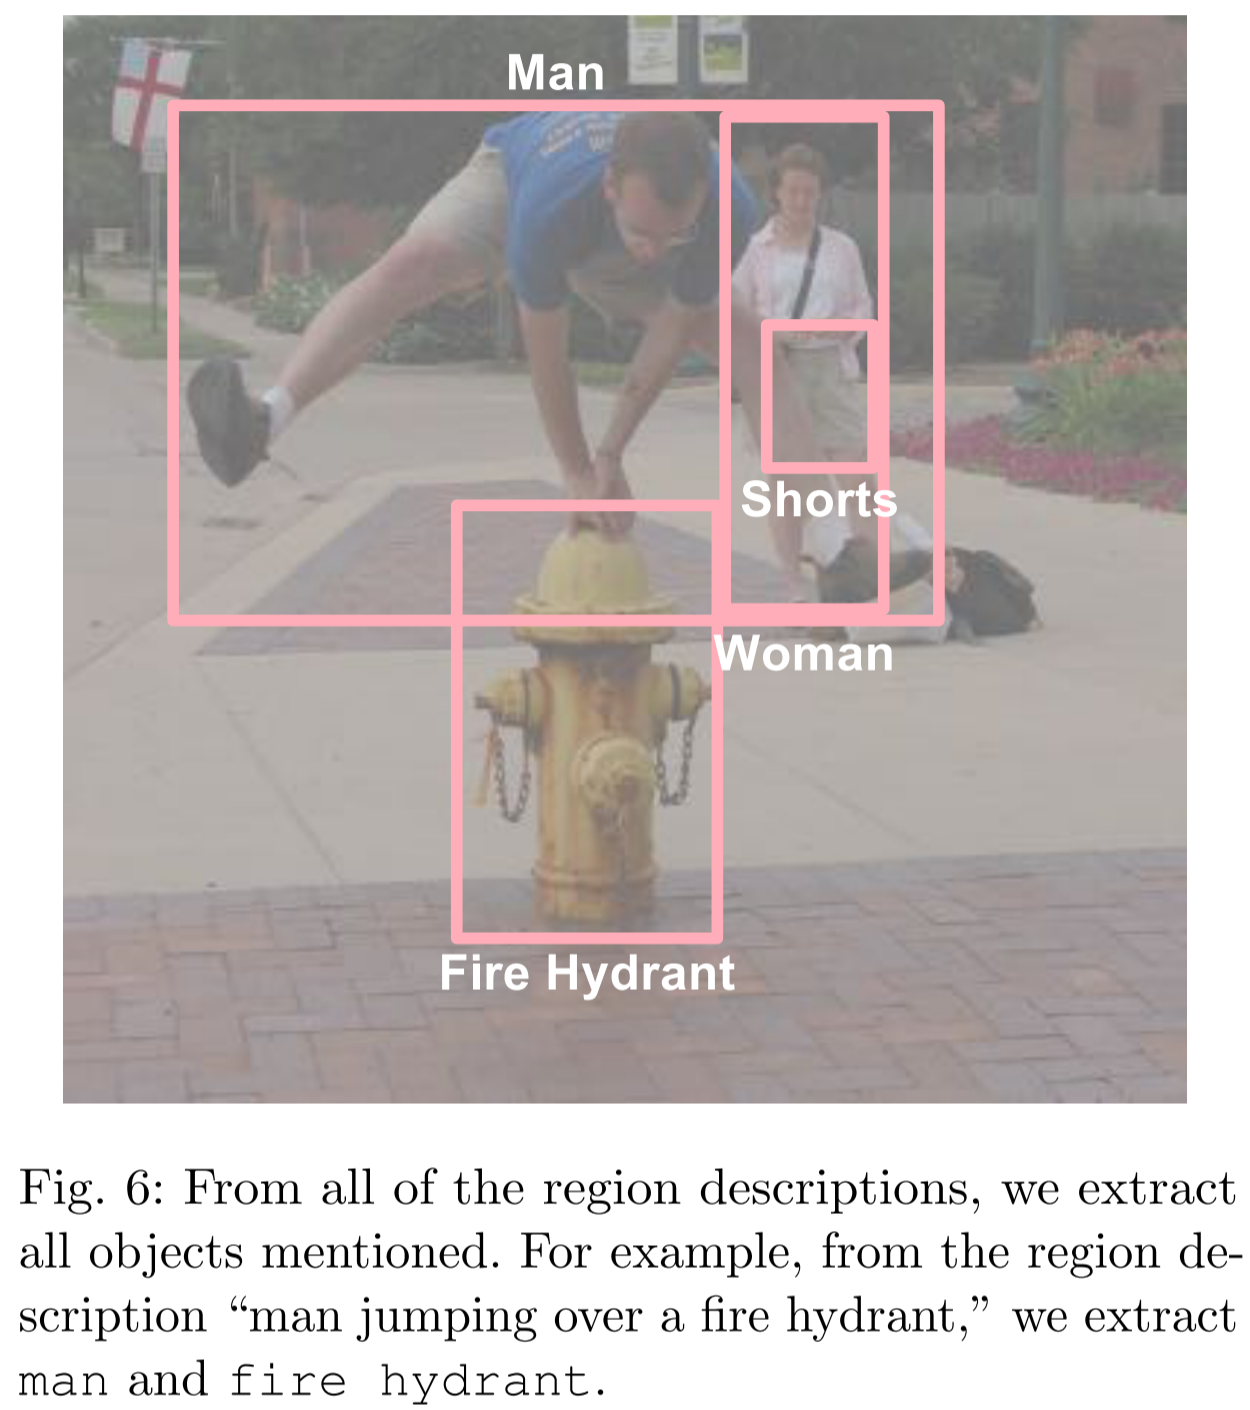 Man
Shorts
Woman
Fire Hydrant
Fig. 6: From all of the region descriptions, we extract
all objects mentioned. For example, from the region de-
scription “man jumping over a fire hydrant,” we extract
man and fire hydrant.